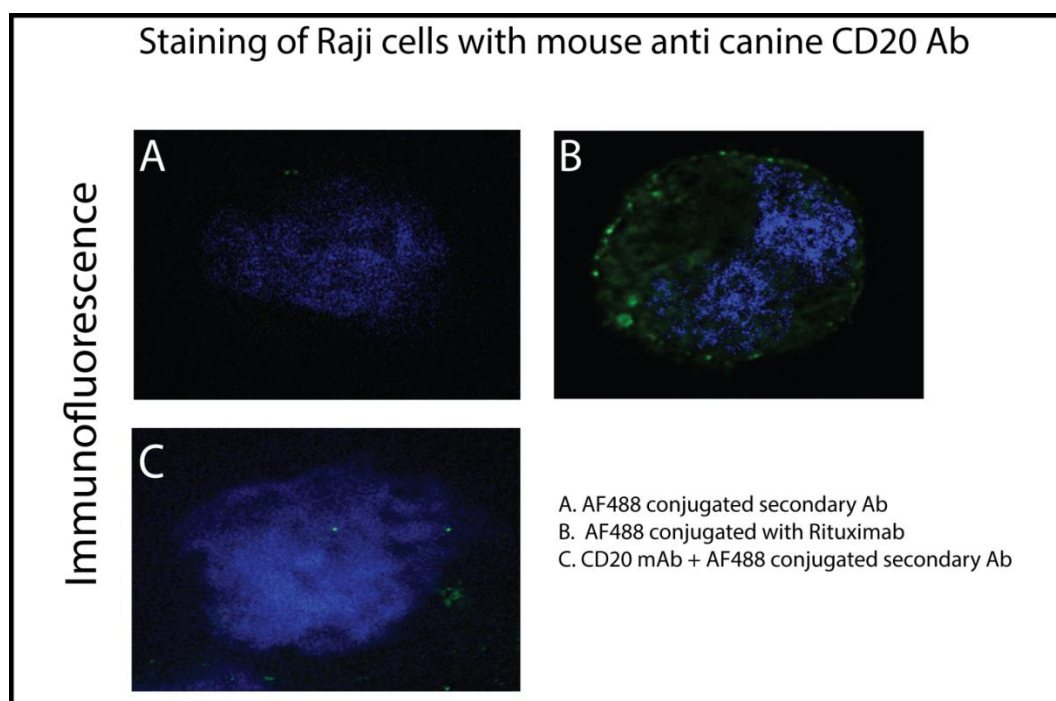 Staining of Raji cells with mouse anti canine CD20 Ab
Immunofluorescence
A
B
C
A. AF488 conjugated secondary Ab
B. AF488 conjugated with Rituximab
C. CD20 mAb + AF488 conjugated secondary Ab